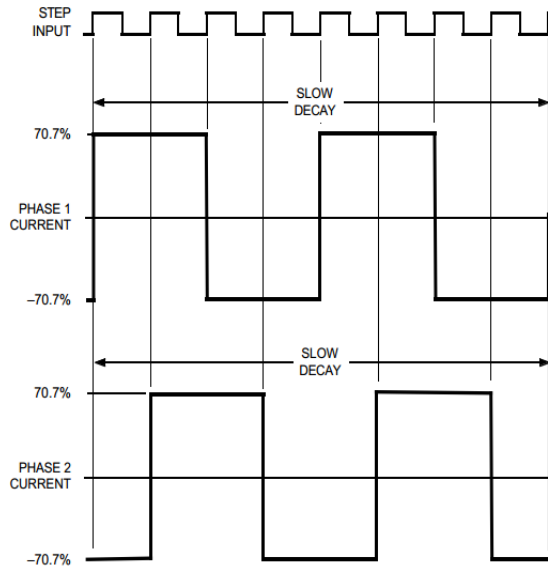 STEP
INPUT
SLOW
DECAY
70.7%
PHASE 1
CURRENT
–70.7%
SLOW
DECAY
70.7%
PHASE 2
CURRENT
–70.7%